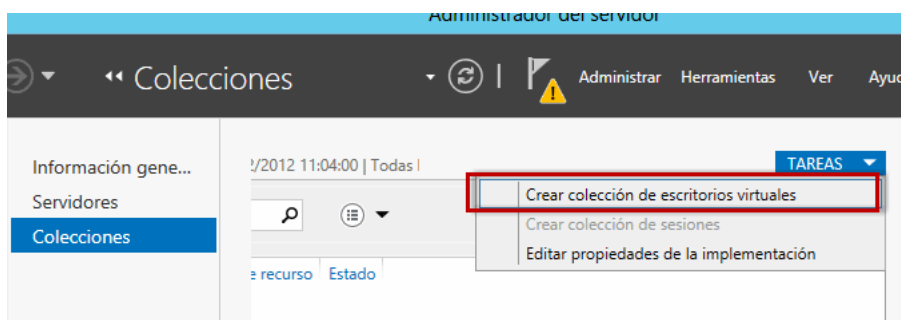 Administrador del servidor
Colecciones
Administrar Herramientas Ver Ayuc
Información gene...
Servidores
Colecciones
2/2012 11:04:00 | Todas
TAREAS
Crear colección de escritorios virtuales
Crear colección de sesiones
Editar propiedades de la implementación
e recurso Estado